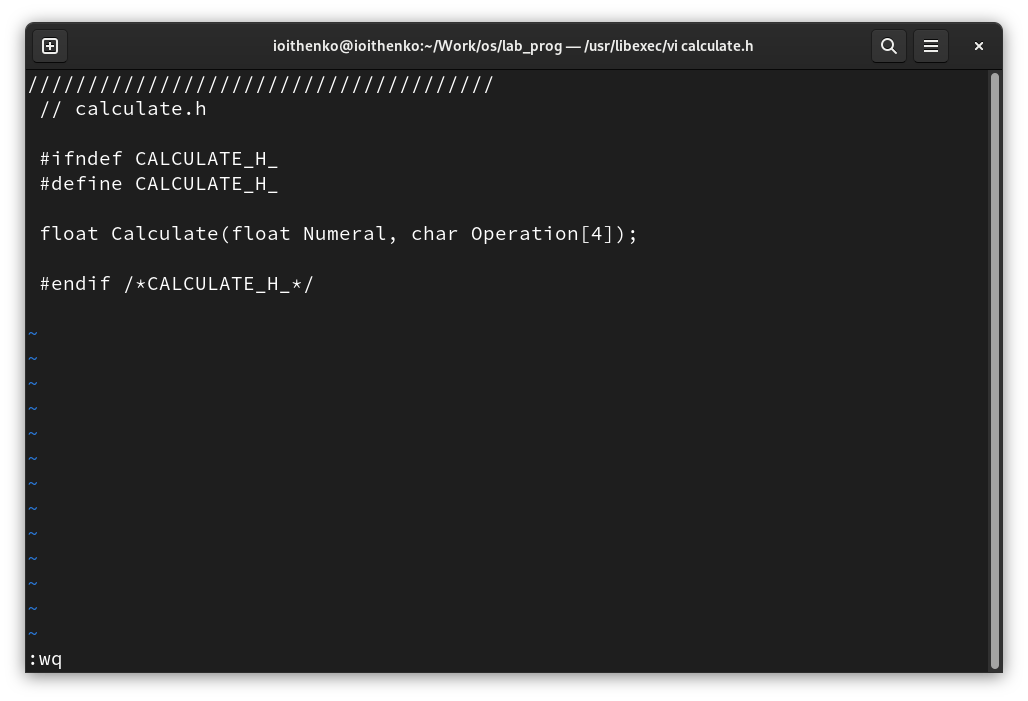 ioithenko@ioithenko:~/Work/os/lab_prog — /usr/libexec/vi calculate.h
///////////////////////////////////////
// calculate.h
#ifndef CALCULATE_H_
#define CALCULATE_H_
float Calculate(float Numeral, char Operation[4]);
#endif /*CALCULATE_H_*/
~
~
~
~
~
~
~
~
~
~
~
~
~
:wq